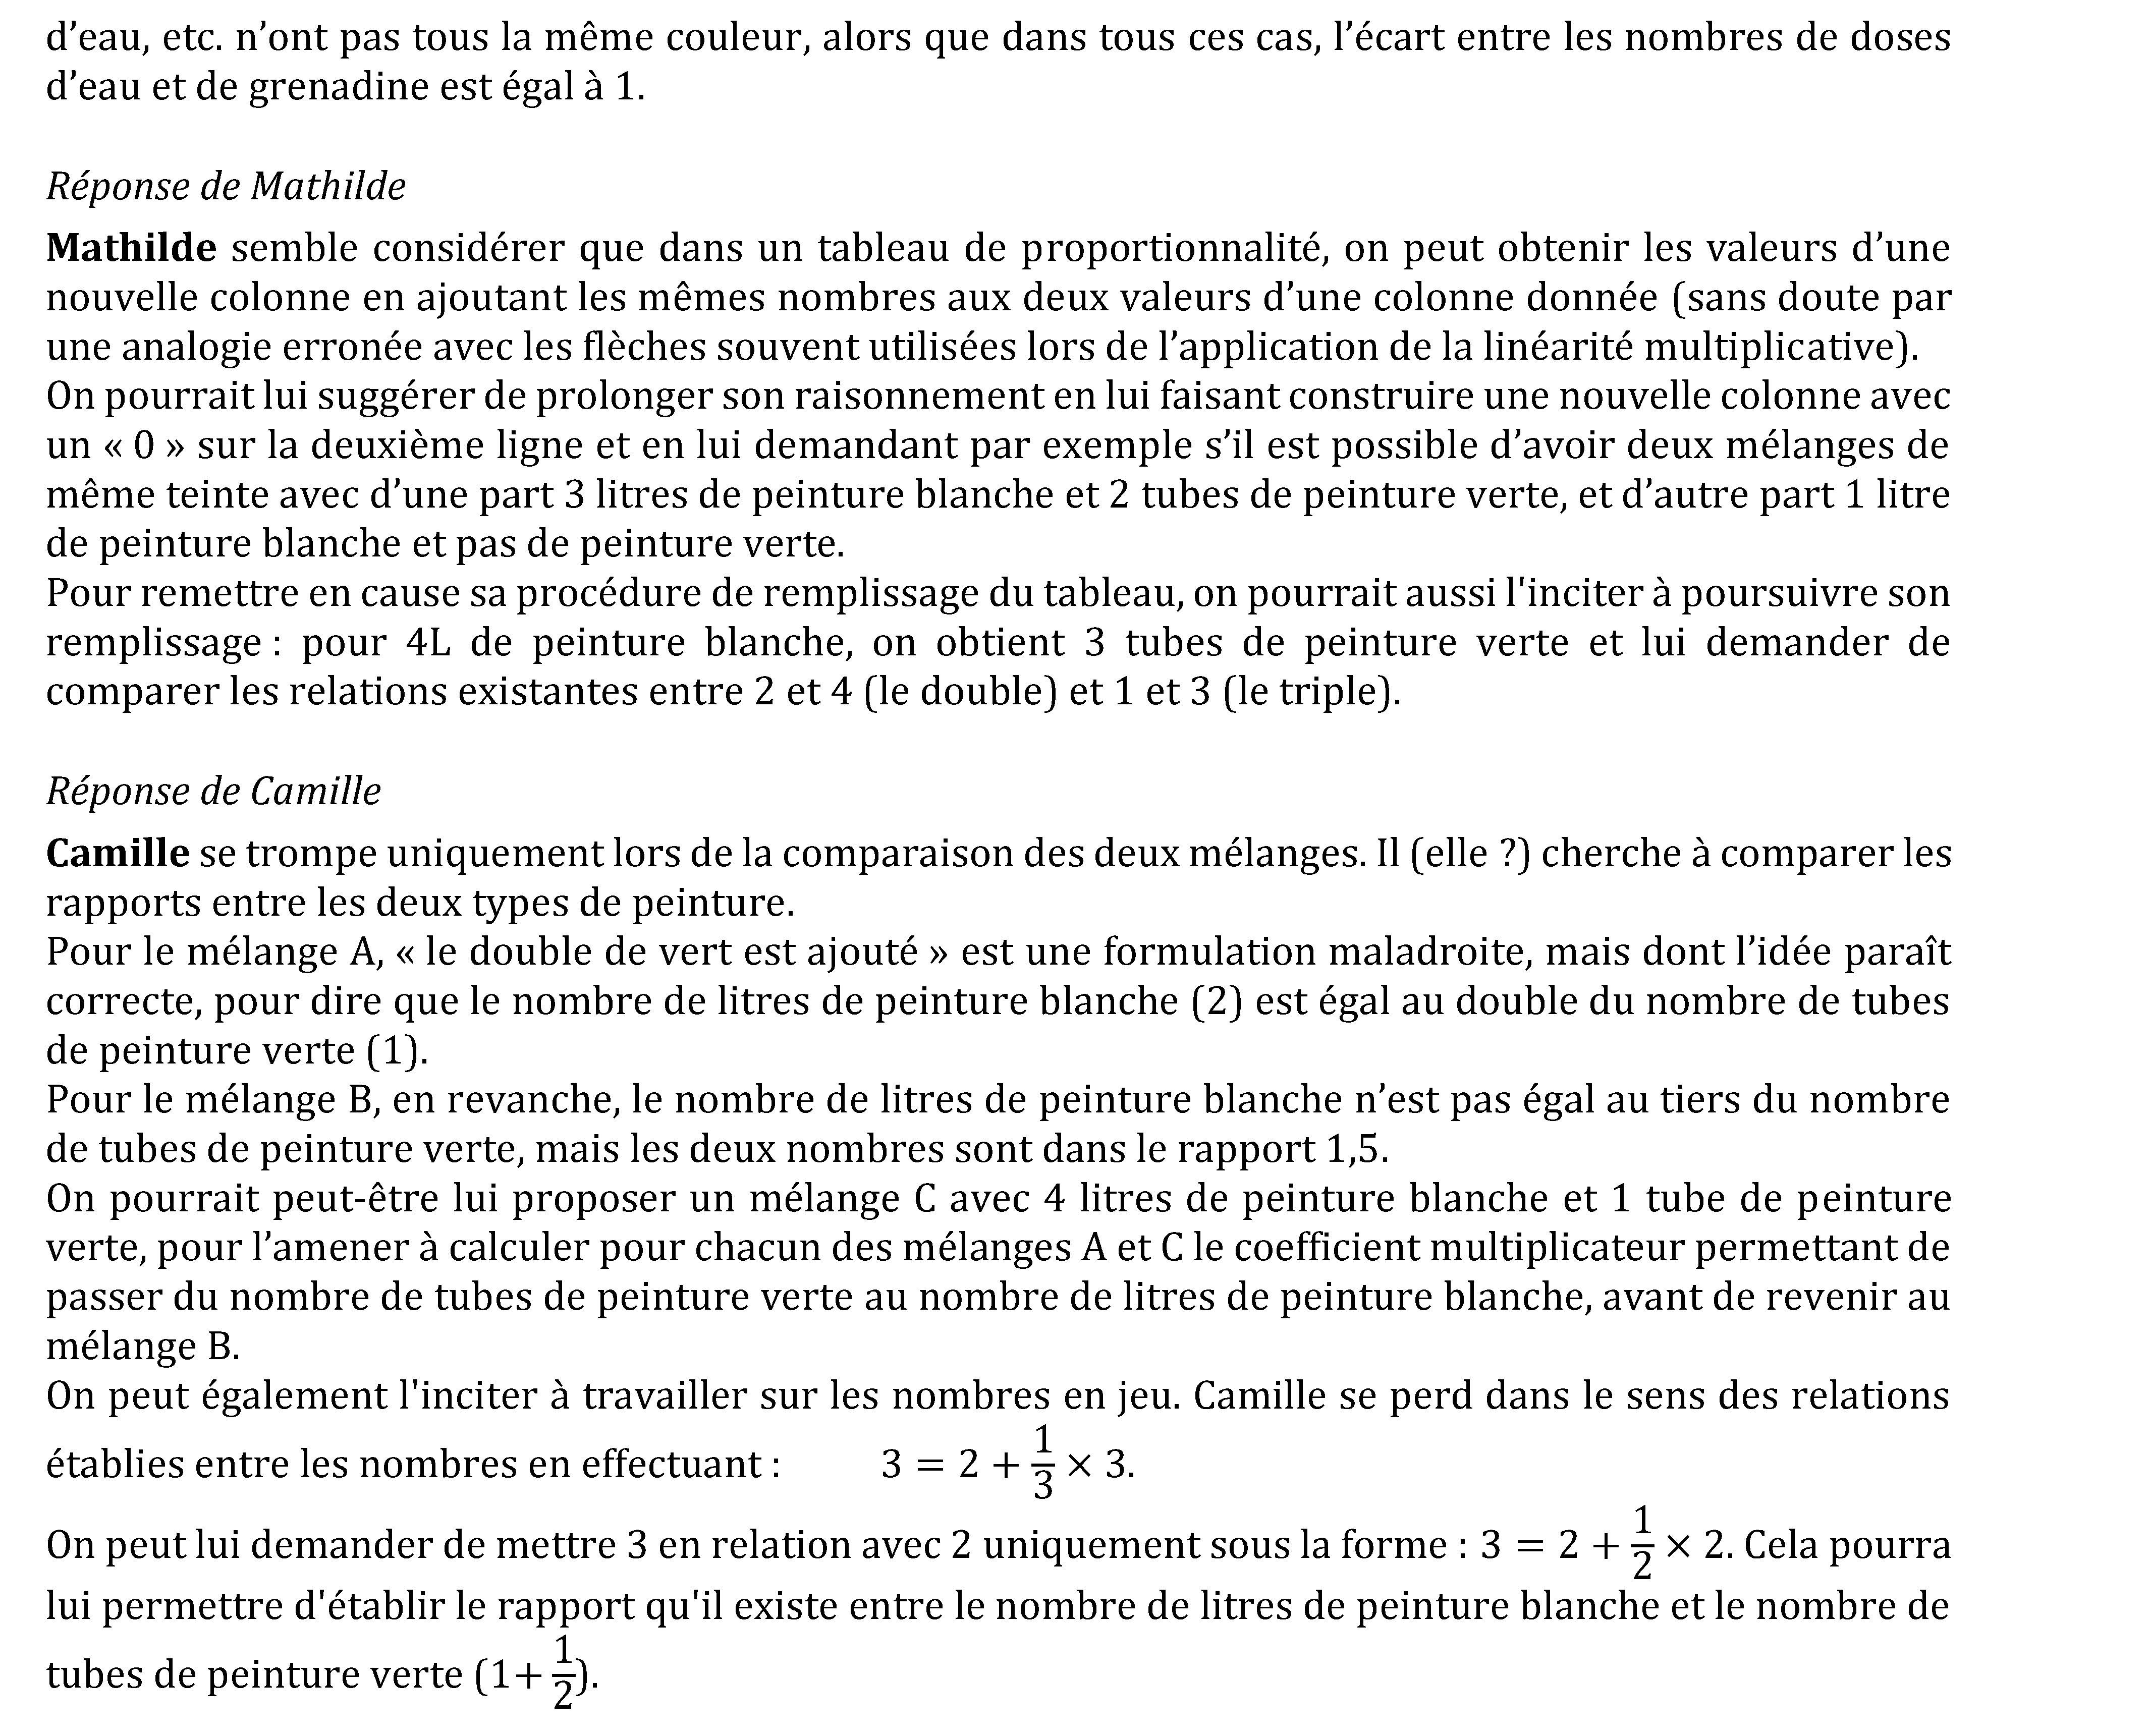 d’eau, etc. n’ont pas tous la même couleur, alors que dans tous ces cas, l’écart entre les nombres de doses
d’eau et de grenadine est égal à 1.
Réponse de Mathilde
Mathilde semble considérer que dans un tableau de proportionnalité, on peut obtenir les valeurs d’une
nouvelle colonne en ajoutant les mêmes nombres aux deux valeurs d’une colonne donnée (sans doute par
une analogie erronée avec les flèches souvent utilisées lors de l’application de la linéarité multiplicative).
On pourrait lui suggérer de prolonger son raisonnement en lui faisant construire une nouvelle colonne avec
un « 0 » sur la deuxième ligne et en lui demandant par exemple s’il est possible d’avoir deux mélanges de
même teinte avec d’une part 3 litres de peinture blanche et 2 tubes de peinture verte, et d’autre part 1 litre
de peinture blanche et pas de peinture verte.
Pour remettre en cause sa procédure de remplissage du tableau, on pourrait aussi l'inciter à poursuivre son
remplissage : pour 4L de peinture blanche, on obtient 3 tubes de peinture verte et lui demander de
comparer les relations existantes entre 2 et 4 (le double) et 1 et 3 (le triple).
Réponse de Camille
Camille se trompe uniquement lors de la comparaison des deux mélanges. Il (elle ?) cherche à comparer les
rapports entre les deux types de peinture.
Pour le mélange A, « le double de vert est ajouté » est une formulation maladroite, mais dont l’idée paraît
correcte, pour dire que le nombre de litres de peinture blanche (2) est égal au double du nombre de tubes
de peinture verte (1).
Pour le mélange B, en revanche, le nombre de litres de peinture blanche n’est pas égal au tiers du nombre
de tubes de peinture verte, mais les deux nombres sont dans le rapport 1,5.
On pourrait peut-être lui proposer un mélange C avec 4 litres de peinture blanche et 1 tube de peinture
verte, pour l’amener à calculer pour chacun des mélanges A et C le coefficient multiplicateur permettant de
passer du nombre de tubes de peinture verte au nombre de litres de peinture blanche, avant de revenir au
mélange B.
On peut également l'inciter à travailler sur les nombres en jeu. Camille se perd dans le sens des relations
établies entre les nombres en effectuant : 3 = 2 + 1/3 × 3.
On peut lui demander de mettre 3 en relation avec 2 uniquement sous la forme : 3 = 2 + 1/2 × 2. Cela pourra
lui permettre d'établir le rapport qu'il existe entre le nombre de litres de peinture blanche et le nombre de
tubes de peinture verte (1+ 1/2).